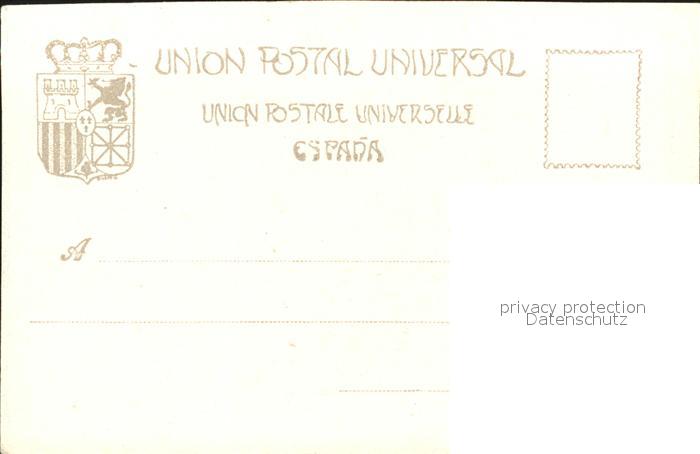 UNION POSTAL UNIVERSAL
UNION POSTALE UNIVERSELLE
ESPAÑA
A
privacy protection
Datenschutz